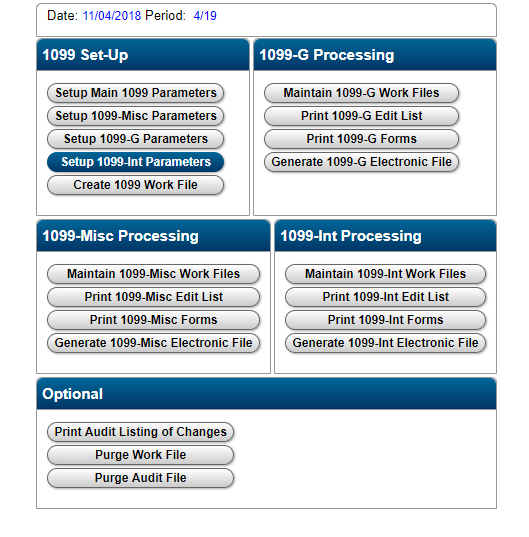 Date: 11/04/2018 Period: 4/19
1099 Set-Up
Setup Main 1099 Parameters
Setup 1099-Misc Parameters
Setup 1099-G Parameters
Setup 1099-Int Parameters
Create 1099 Work File
1099-G Processing
Maintain 1099-G Work Files
Print 1099-G Edit List
Print 1099-G Forms
Generate 1099-G Electronic File
1099-Misc Processing
Maintain 1099-Misc Work Files
Print 1099-Misc Edit List
Print 1099-Misc Forms
Generate 1099-Misc Electronic File
1099-Int Processing
Maintain 1099-Int Work Files
Print 1099-Int Edit List
Print 1099-Int Forms
Generate 1099-Int Electronic File
Optional
Print Audit Listing of Changes
Purge Work File
Purge Audit File